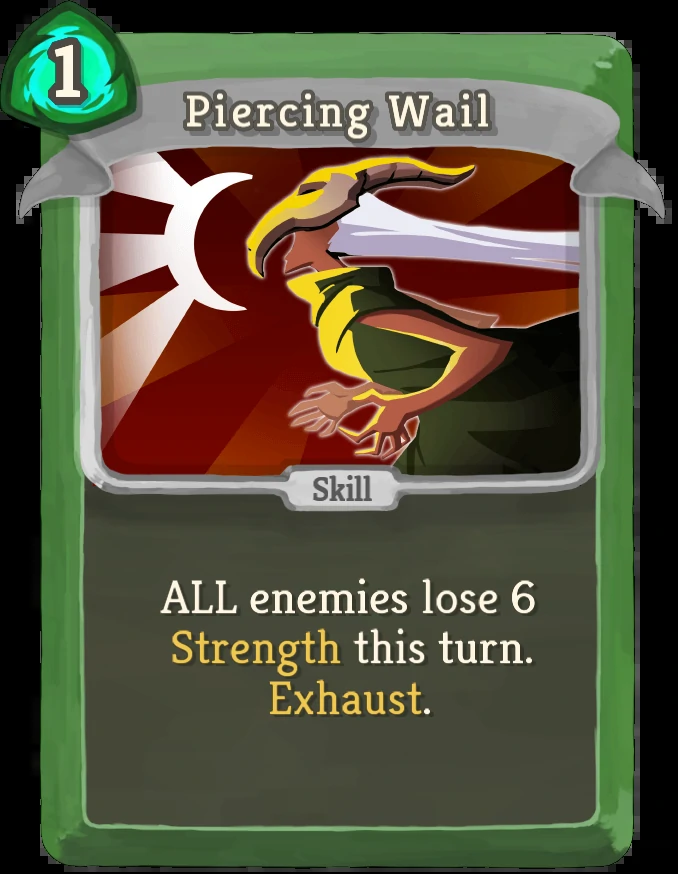 1
Piercing Wail
Skill
ALL enemies lose 6
Strength this turn.
Exhaust.